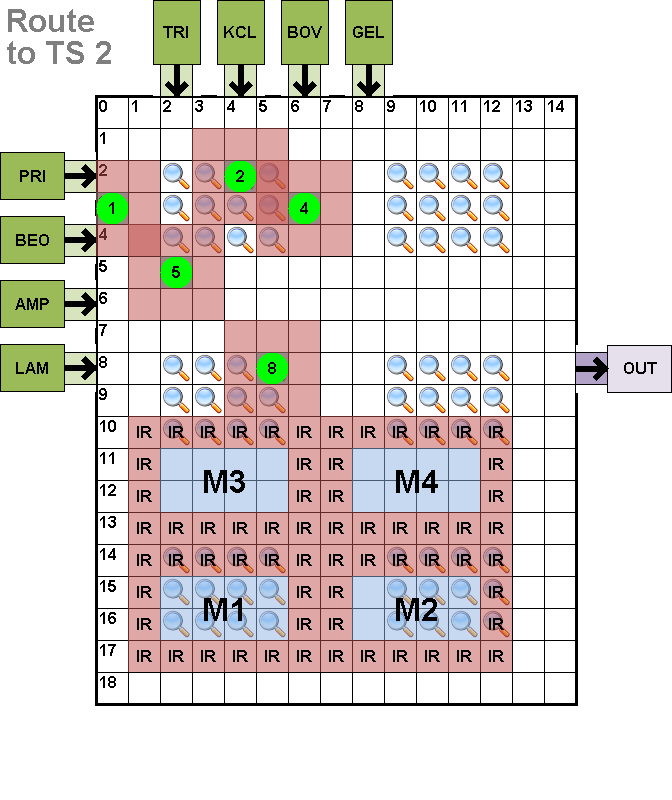 Route
to TS 2
TRI KCL BOV GEL
0 1 2 3 4 5 6 7 8 9 10 11 12 13 14
1
PRI 2 2
1 4
BEO 4
5 5
AMP 6
7
LAM 8 8 OUT
9
10 IR IR IR IR IR IR IR IR IR IR IR IR
11 IR IR IR IR
M3 M4
12 IR IR IR IR
13 IR IR IR IR IR IR IR IR IR IR IR IR
14 IR IR IR IR IR IR IR IR IR IR IR IR
15 IR IR IR IR
M1 M2
16 IR IR IR IR
17 IR IR IR IR IR IR IR IR IR IR IR IR
18